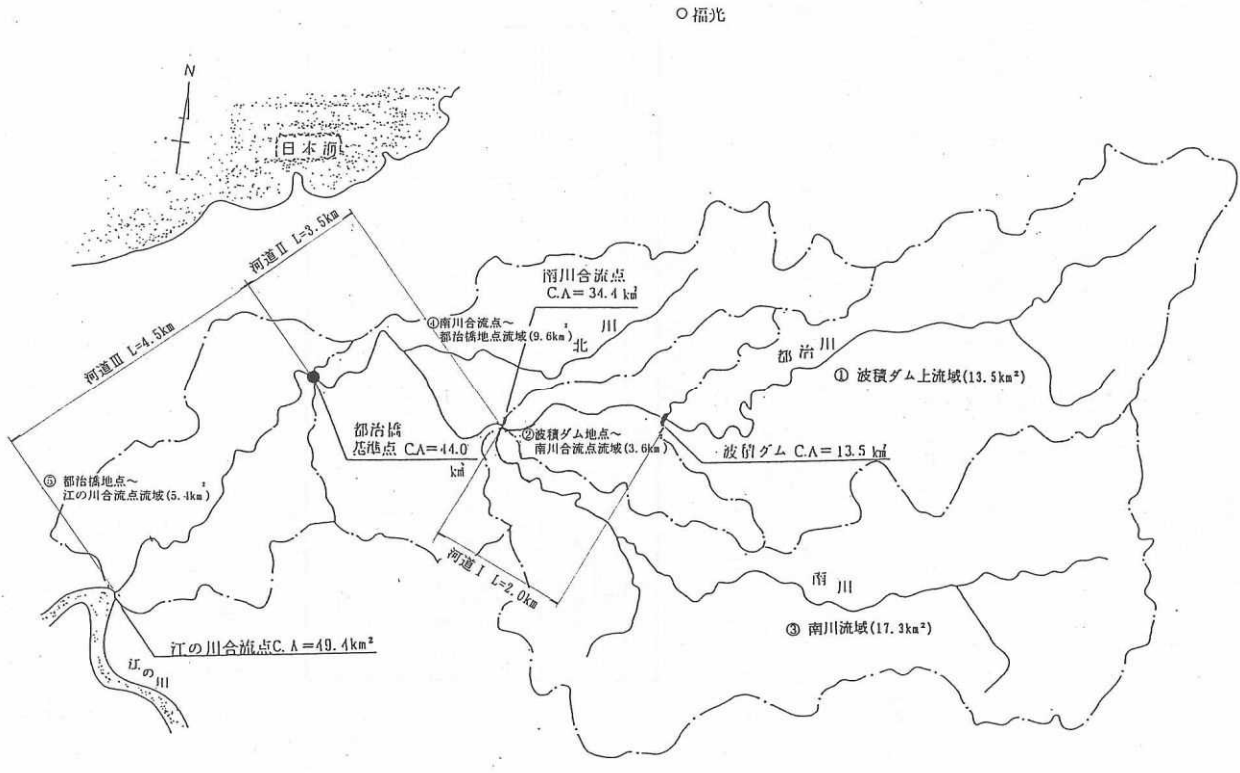 ○ 福光
N
日本海
河道Ⅱ L=3.5km
河道Ⅲ L=4.5km
南川合流点
C.A=34.4 km²
④南川合流点～
都治橋地点流域(9.6km²)
北川
都治川
① 波積ダム上流域(13.5km²)
都治橋
基準点 C.A=44.0
km²
②波積ダム地点～
南川合流点流域(3.6km²)
波積ダム C.A=13.5 km²
⑤ 都治橋地点～
江の川合流点流域(5.4km²)
河道Ⅰ L=2.0km
南川
③ 南川流域(17.3km²)
江の川合流点C.A=49.4km²
江の川